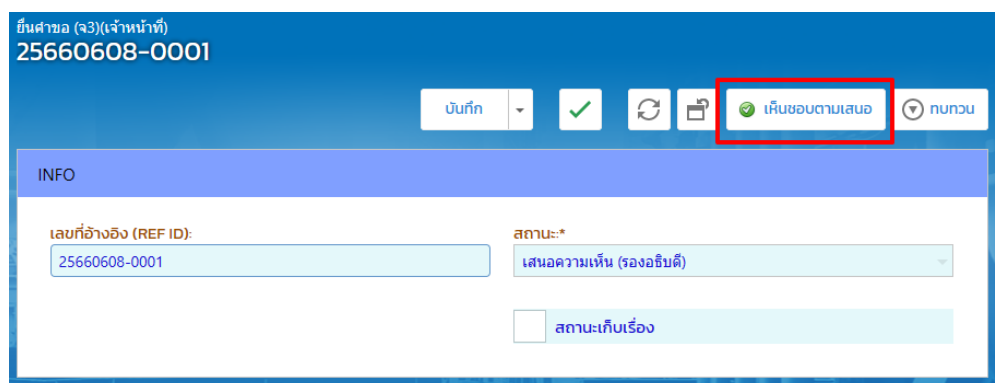 ยื่นคำขอ (จ3)(เจ้าหน้าที่)
25660608-0001
บันทึก
เห็นชอบตามเสนอ
ทบทวน
INFO
เลขที่อ้างอิง (REF ID):
สถานะ:*
25660608-0001
เสนอความเห็น (รองอธิบดี)
สถานะเก็บเรื่อง